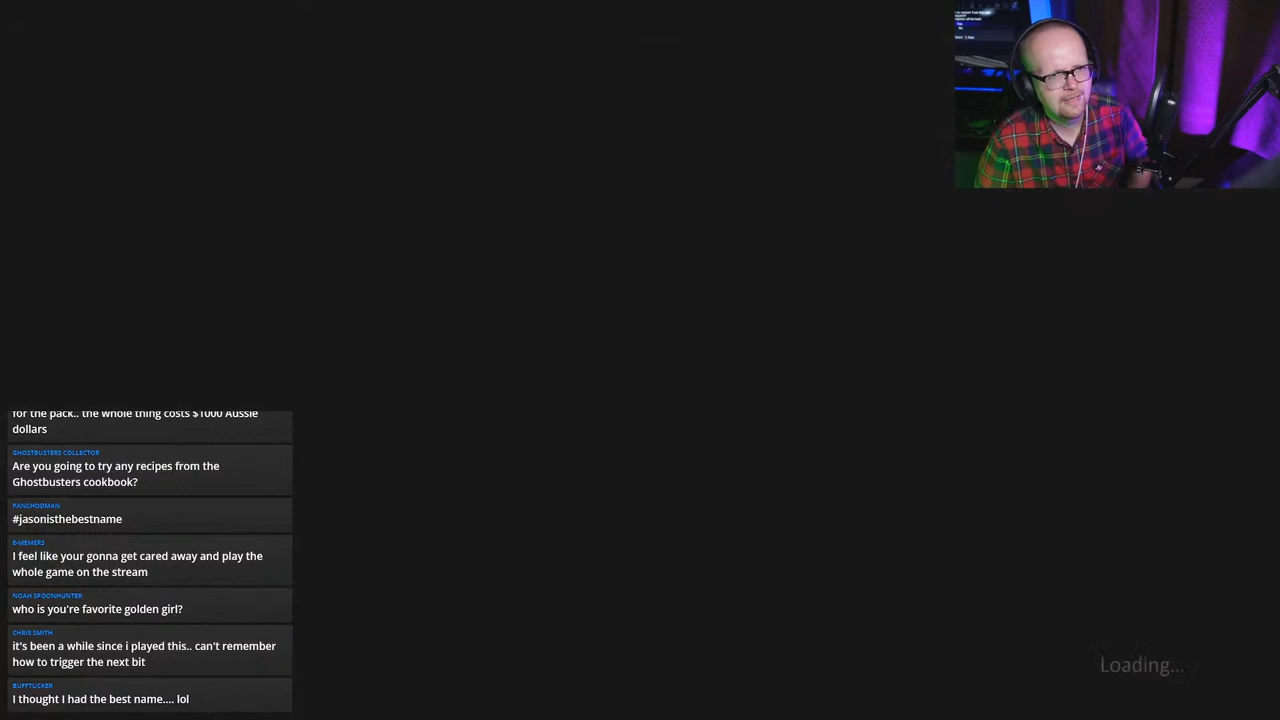 for the pack.. the whole thing costs $1000 Aussie
dollars
GHOSTBUSTERS COLLECTOR
Are you going to try any recipes from the
Ghostbusters cookbook?
PANCHODMAN
#jasonisthebestname
E-MEMERS
I feel like your gonna get cared away and play the
whole game on the stream
NOAH SPOONHUNTER
who is you're favorite golden girl?
CHRIS SMITH
it's been a while since i played this.. can't remember
how to trigger the next bit
BUFFTUCKER
I thought I had the best name.... lol
Loading...